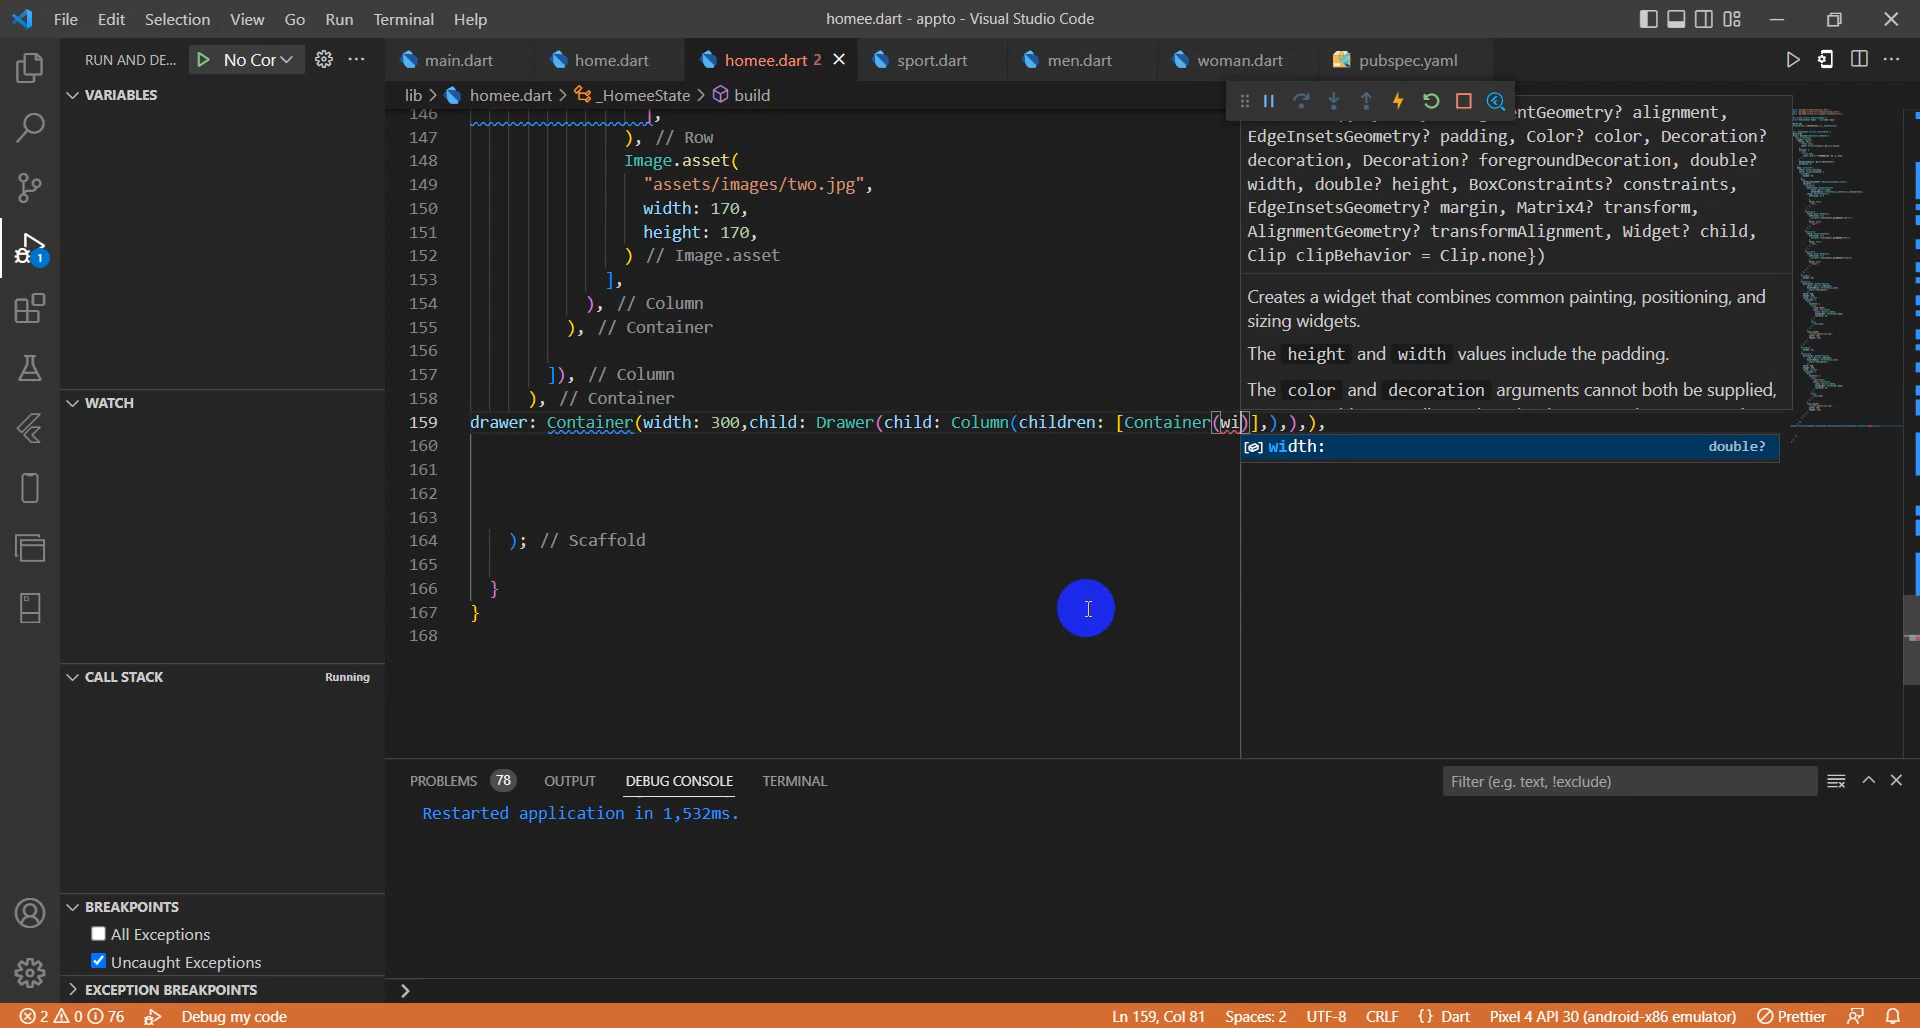 File Edit Selection View Go Run Terminal Help
homee.dart - appto - Visual Studio Code
RUN AND DE... No Cor
main.dart home.dart homee.dart 2 sport.dart men.dart woman.dart pubspec.yaml
VARIABLES
lib > homee.dart > _HomeeState > build
146 ],
147 ), // Row
148 Image.asset(
149 "assets/images/two.jpg",
150 width: 170,
151 height: 170,
152 ) // Image.asset
153 ],
154 ), // Column
155 ), // Container
156
157 ]), // Column
158 ), // Container
159 drawer: Container(width: 300,child: Drawer(child: Column(children: [Container(wi)],),),),
160
161
162
163
164 ); // Scaffold
165
166 }
167 }
168
ntGeometry? alignment,
EdgeInsetsGeometry? padding, Color? color, Decoration?
decoration, Decoration? foregroundDecoration, double?
width, double? height, BoxConstraints? constraints,
EdgeInsetsGeometry? margin, Matrix4? transform,
AlignmentGeometry? transformAlignment, Widget? child,
Clip clipBehavior = Clip.none})
Creates a widget that combines common painting, positioning, and
sizing widgets.
The height and width values include the padding.
The color and decoration arguments cannot both be supplied,
width: double?
WATCH
CALL STACK Running
BREAKPOINTS
All Exceptions
Uncaught Exceptions
EXCEPTION BREAKPOINTS
PROBLEMS 78 OUTPUT DEBUG CONSOLE TERMINAL
Filter (e.g. text, !exclude)
Restarted application in 1,532ms.
1
2 0 76 Debug my code
Ln 159, Col 81 Spaces: 2 UTF-8 CRLF {} Dart Pixel 4 API 30 (android-x86 emulator) Prettier